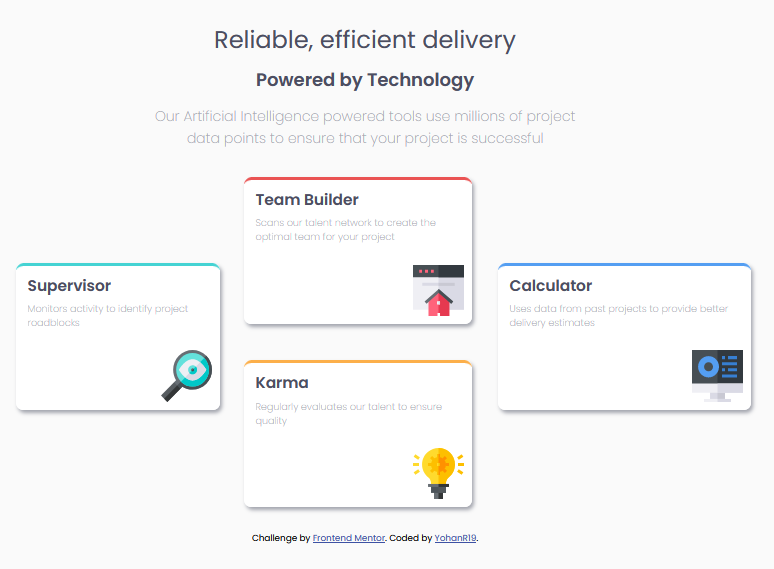 Reliable, efficient delivery
Powered by Technology
Our Artificial Intelligence powered tools use millions of project
data points to ensure that your project is successful
Supervisor
Monitors activity to identify project
roadblocks
Team Builder
Scans our talent network to create the
optimal team for your project
Karma
Regularly evaluates our talent to ensure
quality
Calculator
Uses data from past projects to provide better
delivery estimates
Challenge by Frontend Mentor. Coded by YohanR19.